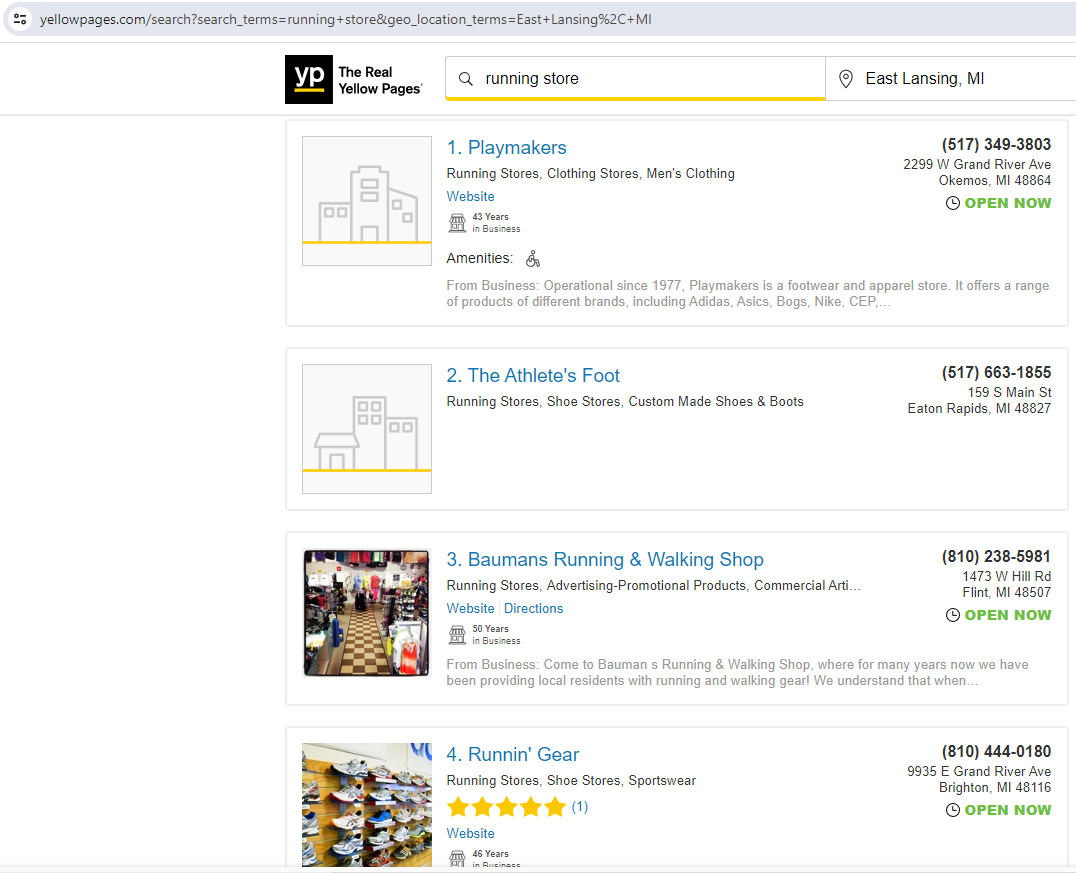 yellowpages.com/search?search_terms=running+store&geo_location_terms=East+Lansing%2C+MI
yp The Real Yellow Pages
running store
East Lansing, MI
1. Playmakers
(517) 349-3803
Running Stores, Clothing Stores, Men's Clothing
2299 W Grand River Ave
Okemos, MI 48864
Website
OPEN NOW
43 Years
in Business
Amenities:
From Business: Operational since 1977, Playmakers is a footwear and apparel store. It offers a range
of products of different brands, including Adidas, Asics, Bogs, Nike, CEP,...
2. The Athlete's Foot
(517) 663-1855
Running Stores, Shoe Stores, Custom Made Shoes & Boots
159 S Main St
Eaton Rapids, MI 48827
3. Baumans Running & Walking Shop
(810) 238-5981
Running Stores, Advertising-Promotional Products, Commercial Arti...
1473 W Hill Rd
Flint, MI 48507
Website Directions
OPEN NOW
50 Years
in Business
From Business: Come to Bauman s Running & Walking Shop, where for many years now we have
been providing local residents with running and walking gear! We understand that when...
4. Runnin' Gear
(810) 444-0180
Running Stores, Shoe Stores, Sportswear
9935 E Grand River Ave
Brighton, MI 48116
(1)
OPEN NOW
Website
46 Years
in Business